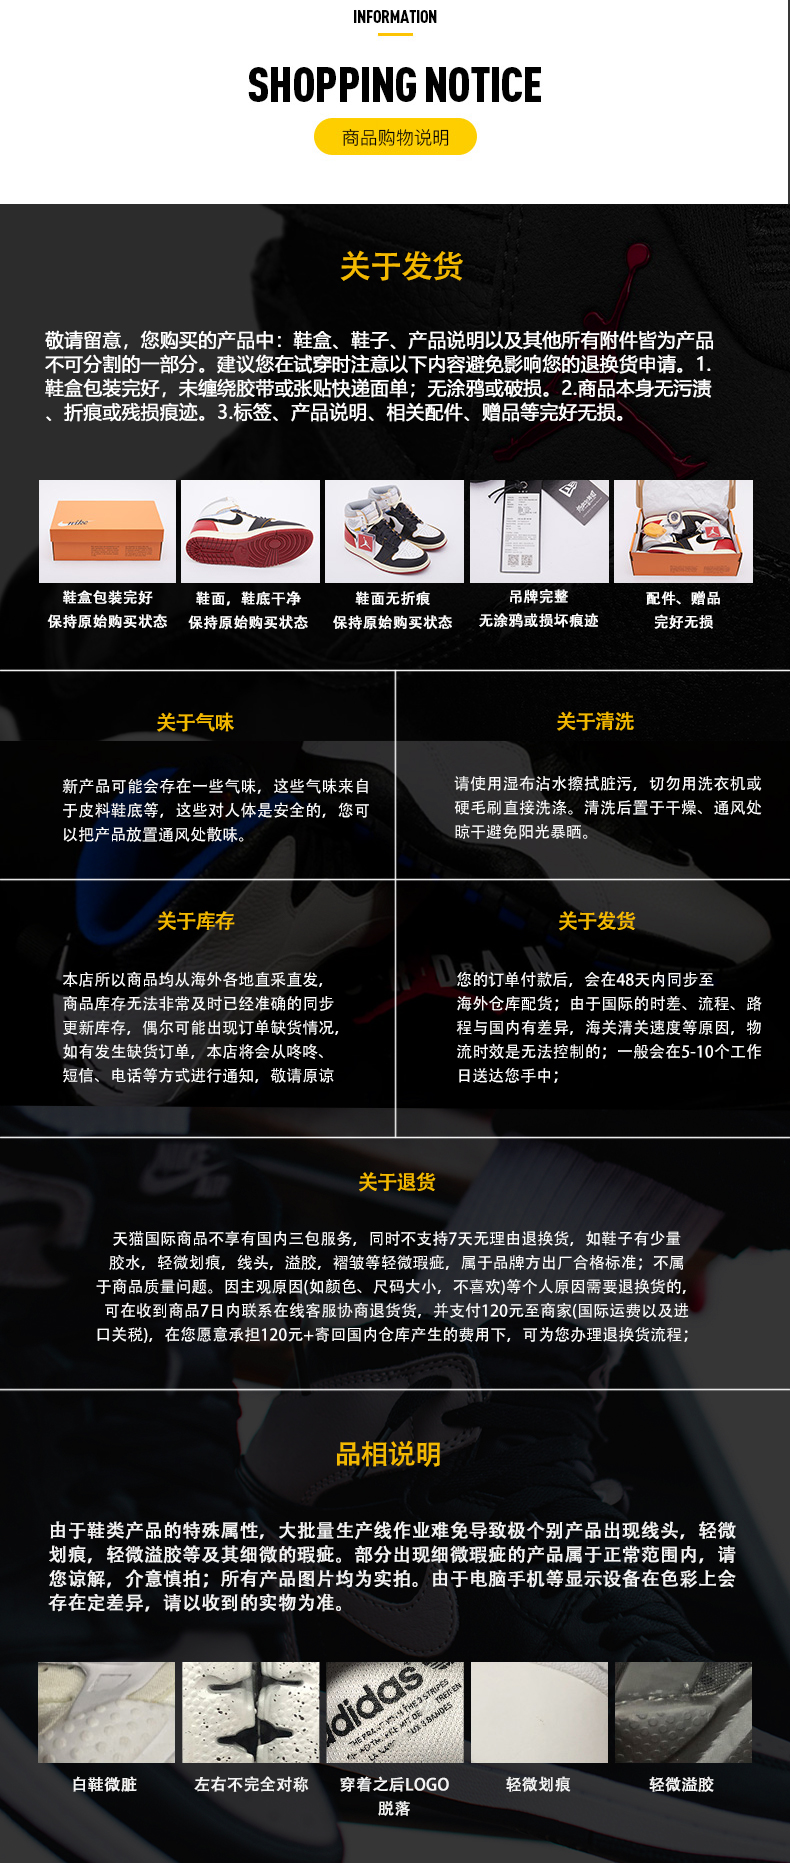 INFORMATION
SHOPPING NOTICE
商品购物说明
关于发货
敬请留意，您购买的产品中：鞋盒、鞋子、产品说明以及其他所有附件皆为产品
不可分割的一部分。建议您在试穿时注意以下内容避免影响您的退换货申请。1.
鞋盒包装完好，未缠绕胶带或张贴快递面单；无涂鸦或破损。2.商品本身无污渍
、折痕或残损痕迹。3.标签、产品说明、相关配件、赠品等完好无损。
鞋盒包装完好
保持原始购买状态
鞋面，鞋底干净
保持原始购买状态
鞋面无折痕
保持原始购买状态
吊牌完整
无涂鸦或损坏痕迹
配件、赠品
完好无损
关于气味
新产品可能会存在一些气味，这些气味来自
于皮料鞋底等，这些对人体是安全的，您可
以把产品放置通风处散味。
关于清洗
请使用湿布沾水擦拭脏污，切勿用洗衣机或
硬毛刷直接洗涤。清洗后置于干燥、通风处
晾干避免阳光暴晒。
关于库存
本店所以商品均从海外各地直采直发，
商品库存无法非常及时已经准确的同步
更新库存，偶尔可能出现订单缺货情况，
如有发生缺货订单，本店将会从咚咚、
短信、电话等方式进行通知，敬请原谅
关于发货
您的订单付款后，会在48天内同步至
海外仓库配货；由于国际的时差、流程、路
程与国内有差异，海关清关速度等原因，物
流时效是无法控制的；一般会在5-10个工作
日送达您手中；
关于退货
天猫国际商品不享有国内三包服务，同时不支持7天无理由退换货，如鞋子有少量
胶水，轻微划痕，线头，溢胶，褶皱等轻微瑕疵，属于品牌方出厂合格标准；不属
于商品质量问题。因主观原因(如颜色、尺码大小，不喜欢)等个人原因需要退换货的，
可在收到商品7日内联系在线客服协商退货货，并支付120元至商家(国际运费以及进
口关税)，在您愿意承担120元+寄回国内仓库产生的费用下，可为您办理退换货流程；
品相说明
由于鞋类产品的特殊属性，大批量生产线作业难免导致极个别产品出现线头，轻微
划痕，轻微溢胶等及其细微的瑕疵。部分出现细微瑕疵的产品属于正常范围内，请
您谅解，介意慎拍；所有产品图片均为实拍。由于电脑手机等显示设备在色彩上会
存在定差异，请以收到的实物为准。
adidas
白鞋微脏
左右不完全对称
穿着之后LOGO
脱落
轻微划痕
轻微溢胶